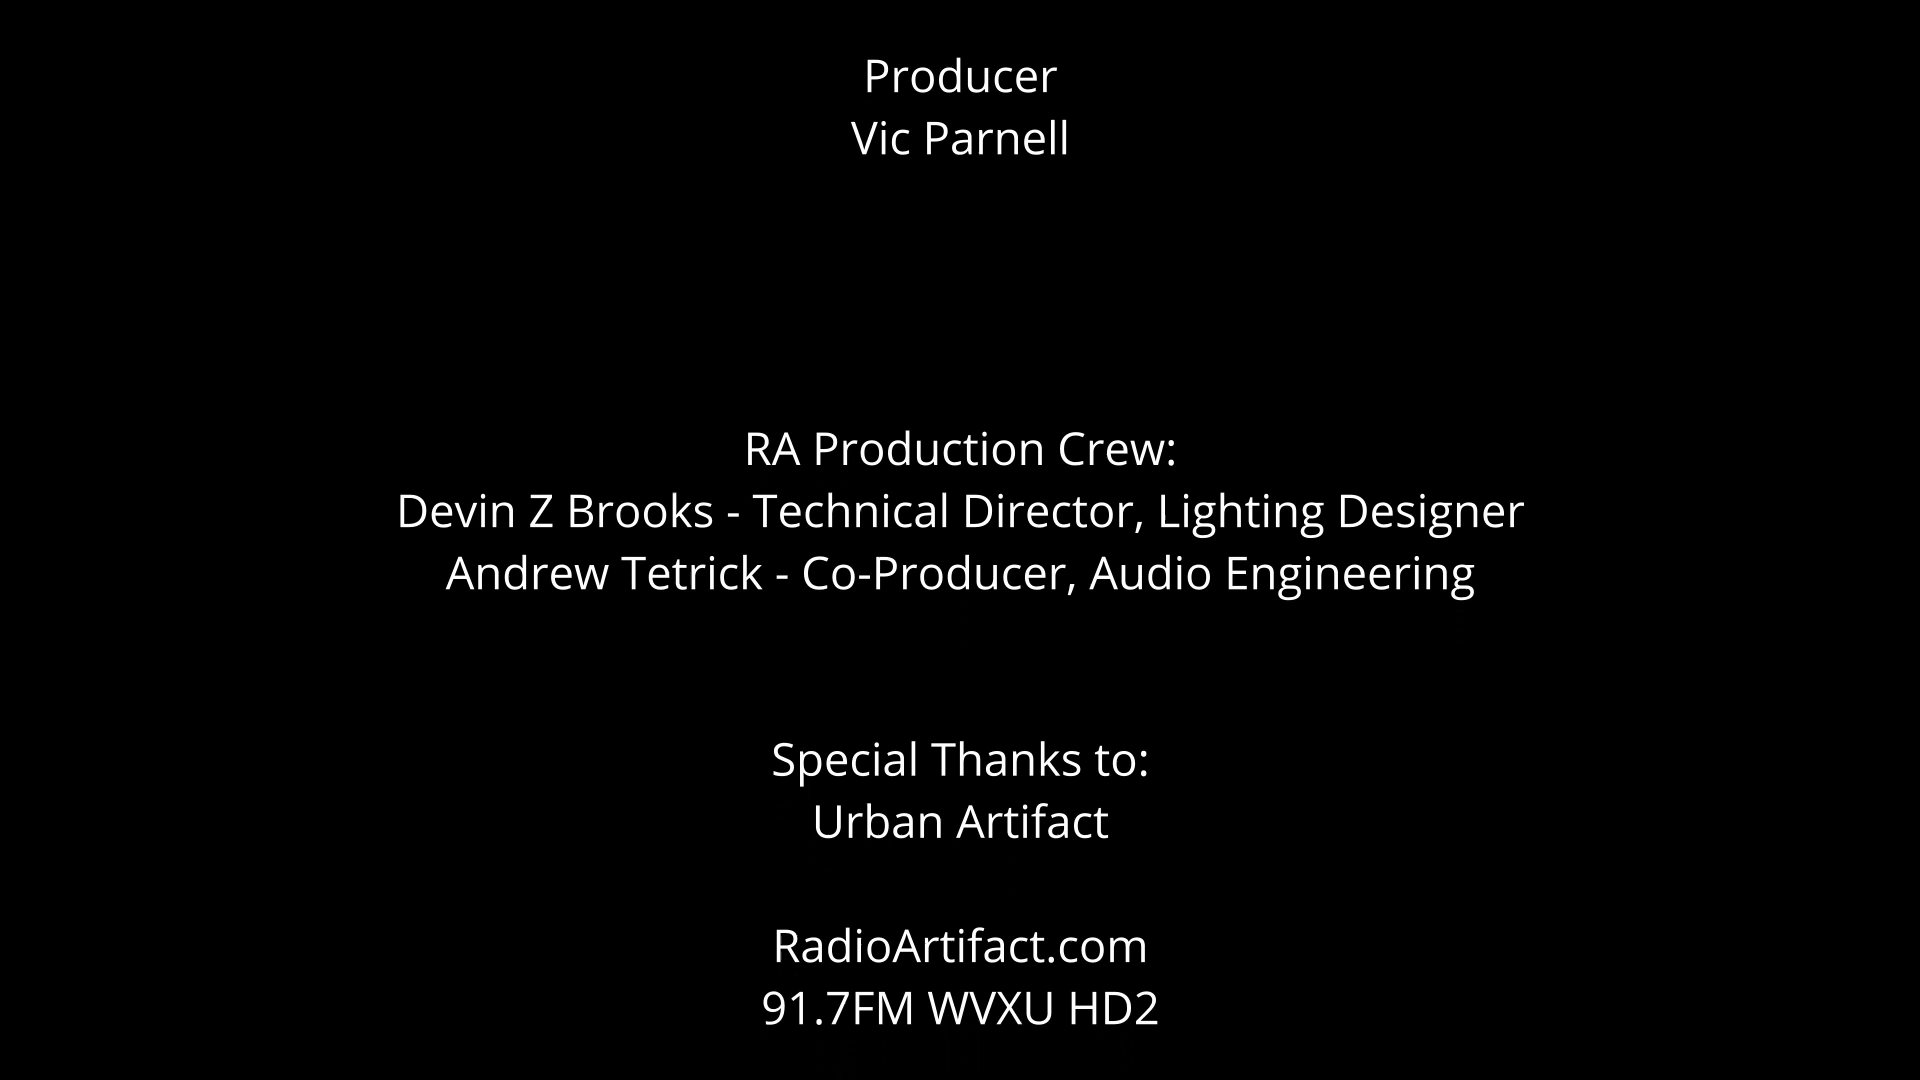 Producer
Vic Parnell
RA Production Crew:
Devin Z Brooks - Technical Director, Lighting Designer
Andrew Tetrick - Co-Producer, Audio Engineering
Special Thanks to:
Urban Artifact
RadioArtifact.com
91.7FM WVXU HD2